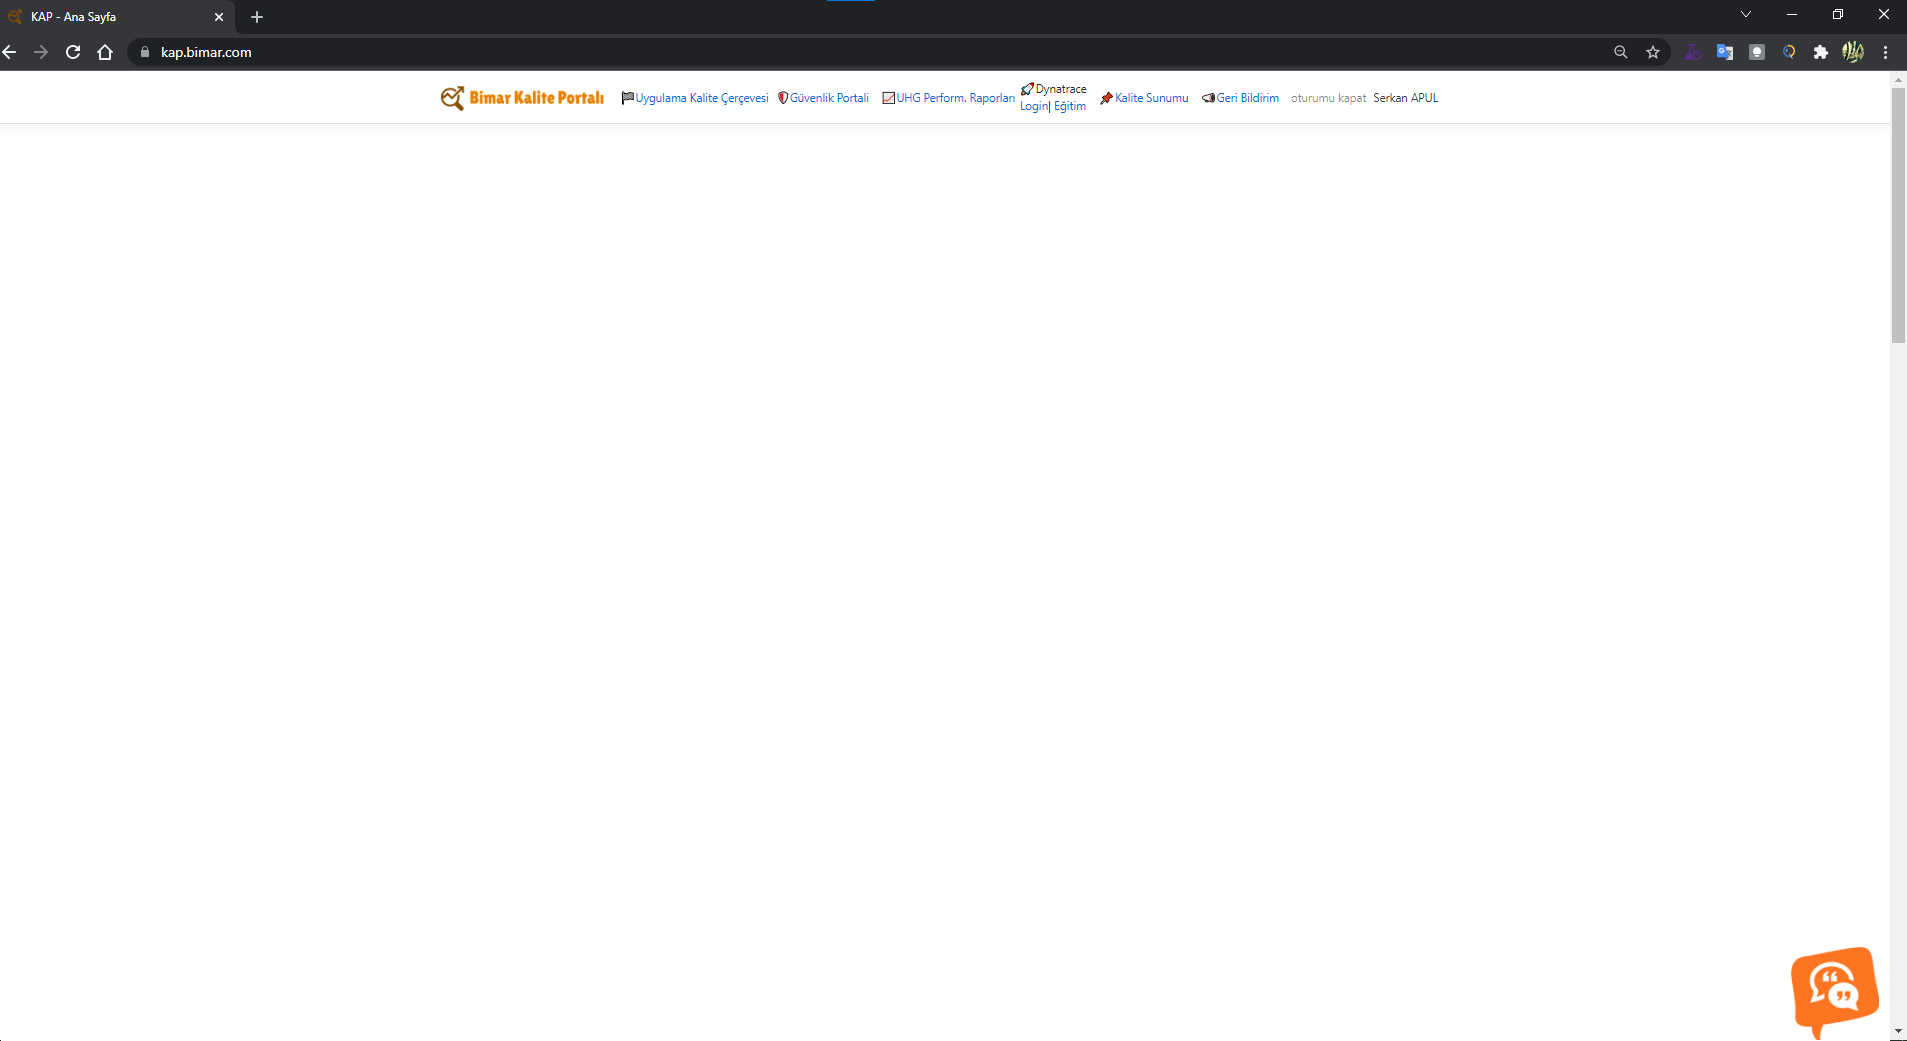 KAP - Ana Sayfa
kap.bimar.com
Bimar Kalite Portalı
Uygulama Kalite Çerçevesi
Güvenlik Portali
UHG Perform. Raporları
Dynatrace
Login| Eğitim
Kalite Sunumu
Geri Bildirim
oturumu kapat
Serkan APUL